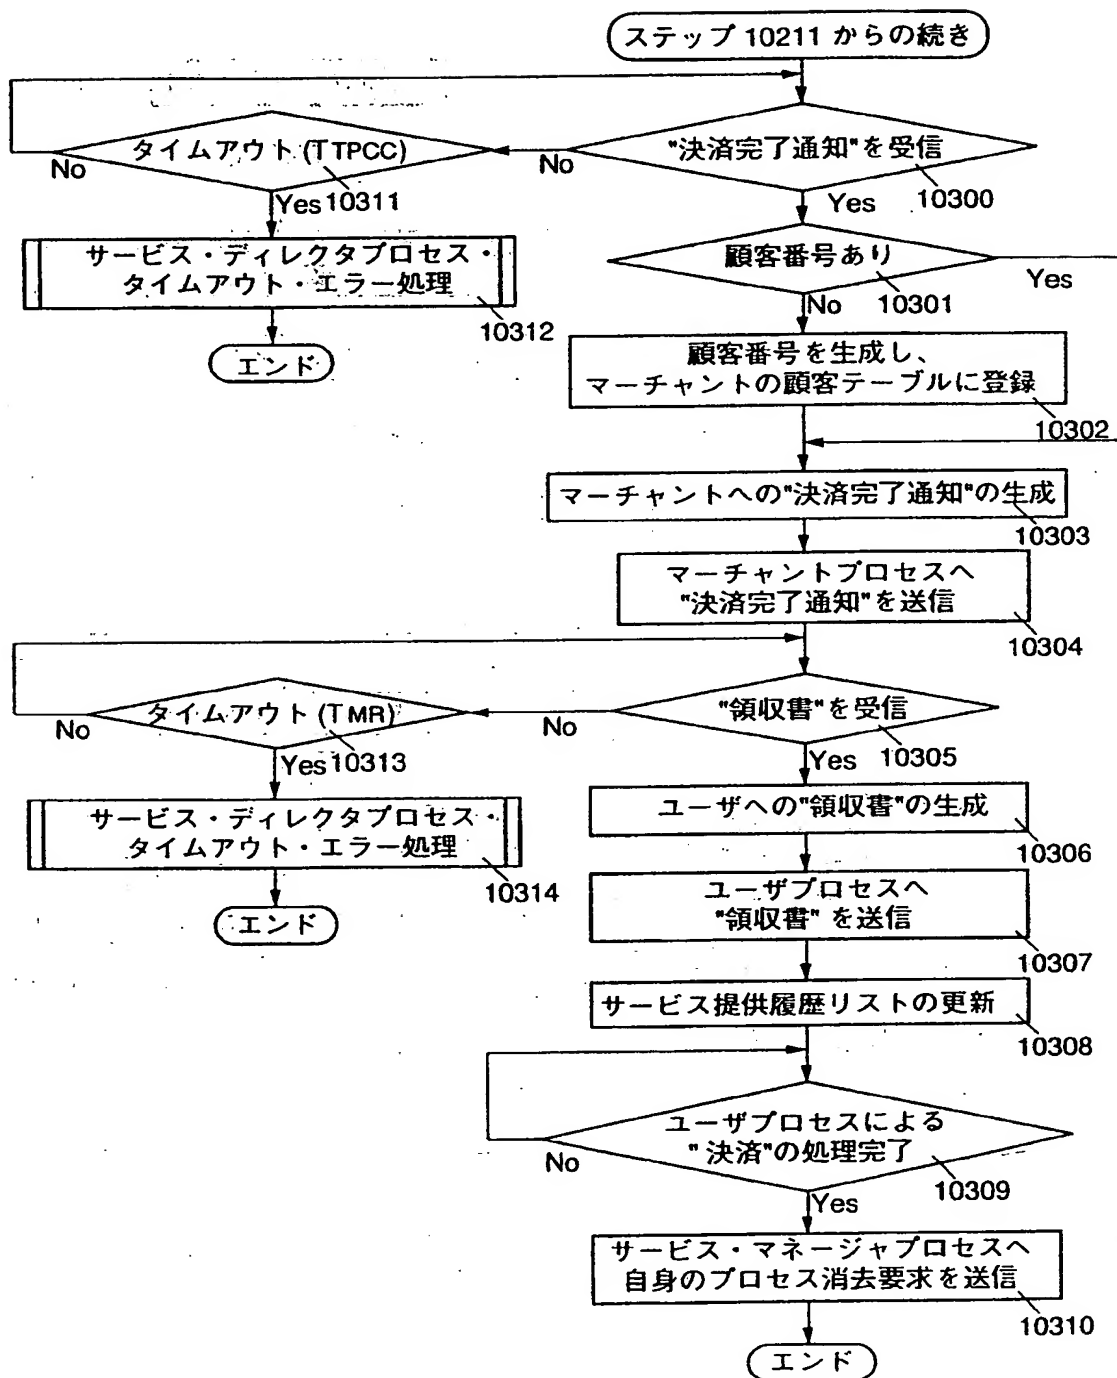 ステップ 10211 からの続き
タイムアウト (TTPCC)
No
Yes 10311
No
"決済完了通知"を受信
10300
Yes
サービス・ディレクタプロセス・
タイムアウト・エラー処理
10312
エンド
顧客番号あり
10301
Yes
No
顧客番号を生成し、
マーチャントの顧客テーブルに登録
10302
マーチャントへの"決済完了通知"の生成
10303
マーチャントプロセスへ
"決済完了通知"を送信
10304
タイムアウト (TMR)
No
Yes 10313
No
"領収書"を受信
10305
Yes
サービス・ディレクタプロセス・
タイムアウト・エラー処理
10314
エンド
ユーザへの"領収書"の生成
10306
ユーザプロセスへ
"領収書" を送信
10307
サービス提供履歴リストの更新
10308
ユーザプロセスによる
"決済"の処理完了
No
10309
Yes
サービス・マネージャプロセスへ
自身のプロセス消去要求を送信
10310
エンド